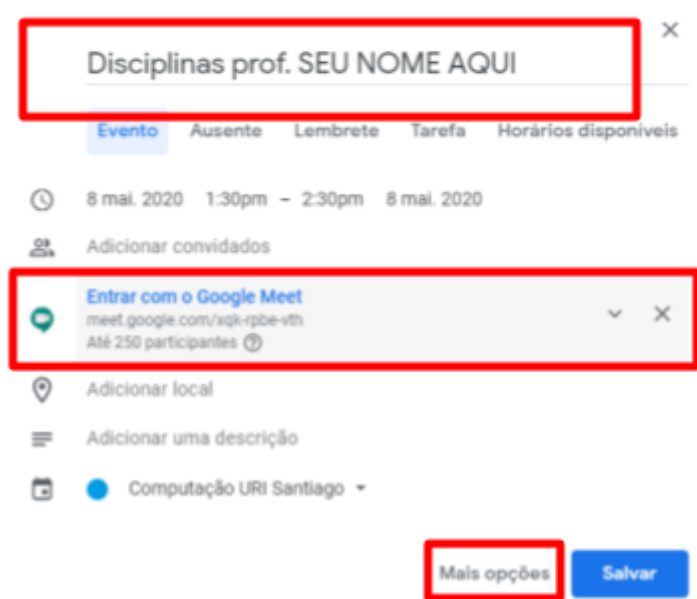 Disciplinas prof. SEU NOME AQUI
Evento Ausente Lembrete Tarefa Horários disponíveis
8 mai. 2020 1:30pm – 2:30pm 8 mai. 2020
Adicionar convidados
Entrar com o Google Meet
meet.google.com/xqk-rpbe-vth
Até 250 participantes
Adicionar local
Adicionar uma descrição
Computação URI Santiago
Mais opções Salvar